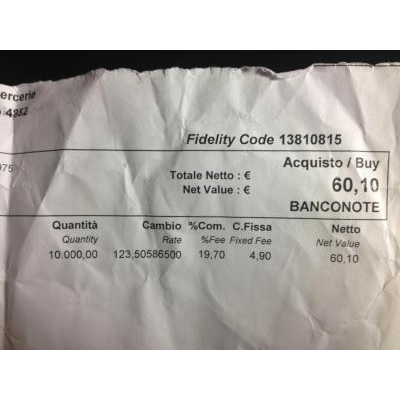 ercerie
4952
Fidelity Code 13810815
975
Acquisto / Buy
Totale Netto : €
Net Value : €
60,10
BANCONOTE
Quantità Cambio %Com. C.Fissa Netto
Quantity Rate %Fee Fixed Fee Net Value
10.000,00 123,50586500 19,70 4,90 60,10